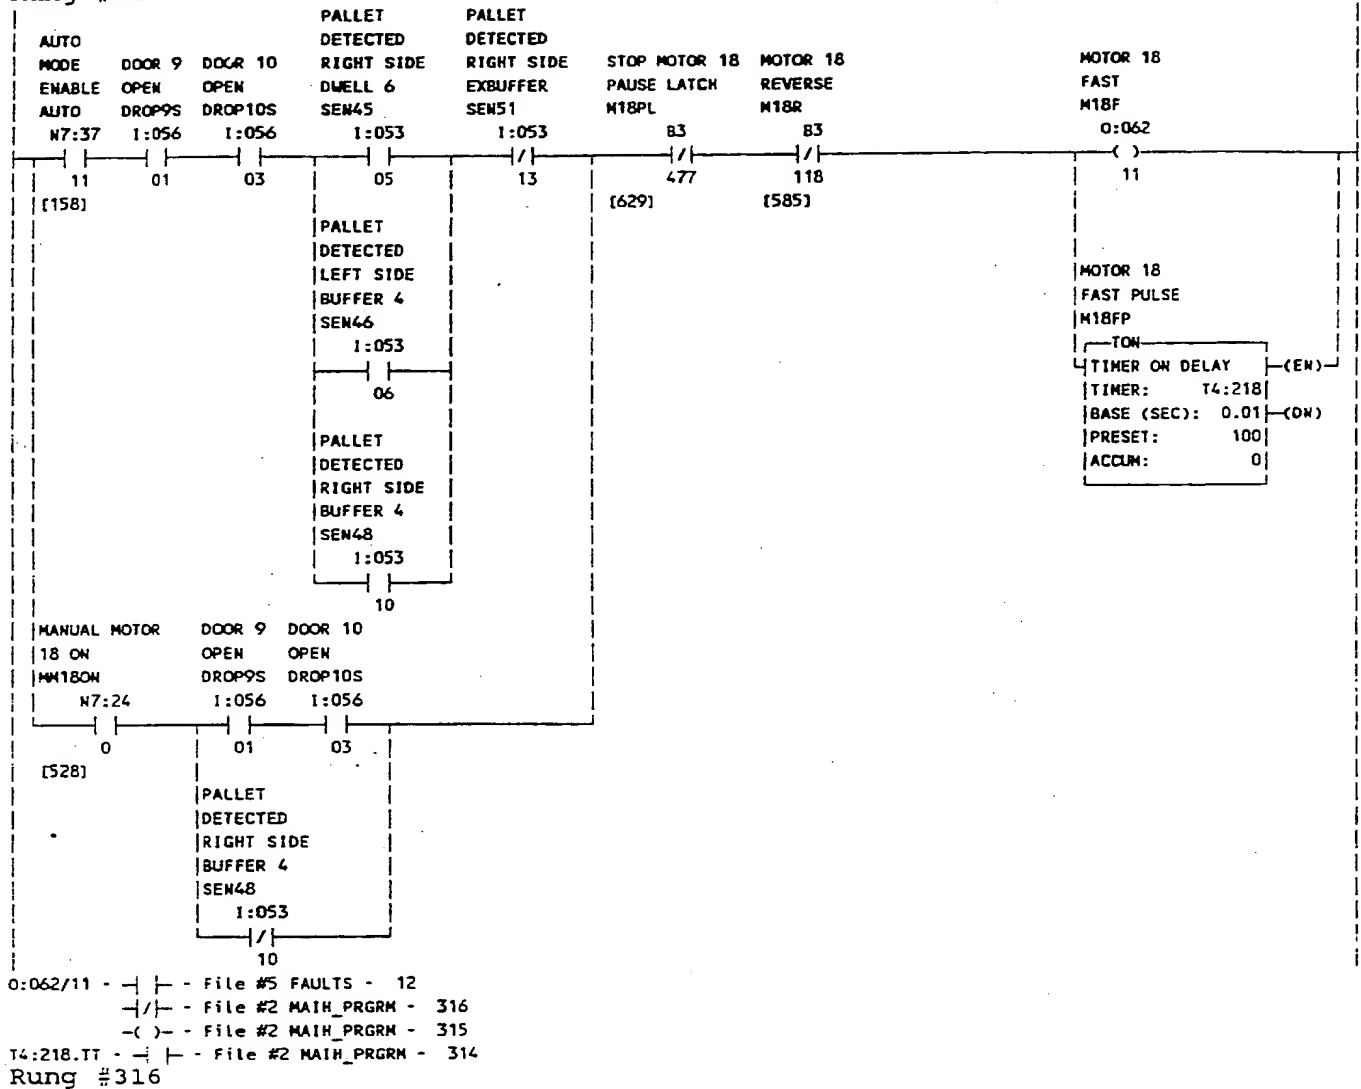 PALLET PALLET
AUTO DETECTED DETECTED
MODE DOOR 9 DOOR 10 RIGHT SIDE RIGHT SIDE STOP MOTOR 18 MOTOR 18 MOTOR 18
ENABLE OPEN OPEN DWELL 6 EXBUFFER PAUSE LATCH REVERSE FAST
AUTO DROP9S DROP10S SEN45 SEN51 M18PL M18R M18F
N7:37 I:056 I:056 I:053 I:053 B3 B3 O:062
11 01 03 05 13 477 118 11
[158] [629] [585]
PALLET
DETECTED
LEFT SIDE
BUFFER 4
SEN46
I:053
06
MOTOR 18
FAST PULSE
M18FP
TON
TIMER ON DELAY (EN)
TIMER: T4:218
BASE (SEC): 0.01 (DN)
PRESET: 100
ACCUM: 0
PALLET
DETECTED
RIGHT SIDE
BUFFER 4
SEN48
I:053
10
MANUAL MOTOR DOOR 9 DOOR 10
18 ON OPEN OPEN
MM18ON DROP9S DROP10S
N7:24 I:056 I:056
0 01 03
[528]
PALLET
DETECTED
RIGHT SIDE
BUFFER 4
SEN48
I:053
10
O:062/11 - -| |- - File #5 FAULTS - 12
-|/|- - File #2 MAIN_PRGRM - 316
-( )- - File #2 MAIN_PRGRM - 315
T4:218.TT - -| |- - File #2 MAIN_PRGRM - 314
Rung #316